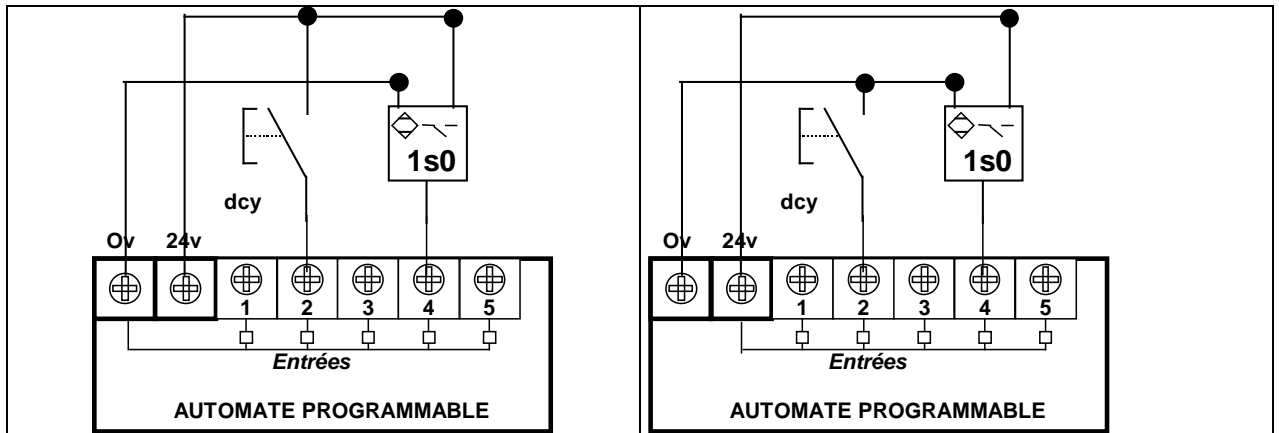 1s0
dcy
Ov 24v
1 2 3 4 5
Entrées
AUTOMATE PROGRAMMABLE
1s0
dcy
Ov 24v
1 2 3 4 5
Entrées
AUTOMATE PROGRAMMABLE